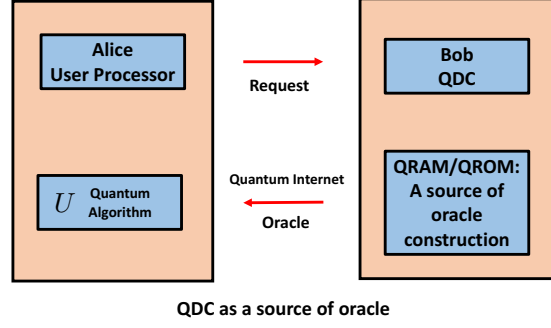 Alice
User Processor
Request
Bob
QDC
U Quantum
Algorithm
Quantum Internet
Oracle
QRAM/QROM:
A source of
oracle
construction
QDC as a source of oracle